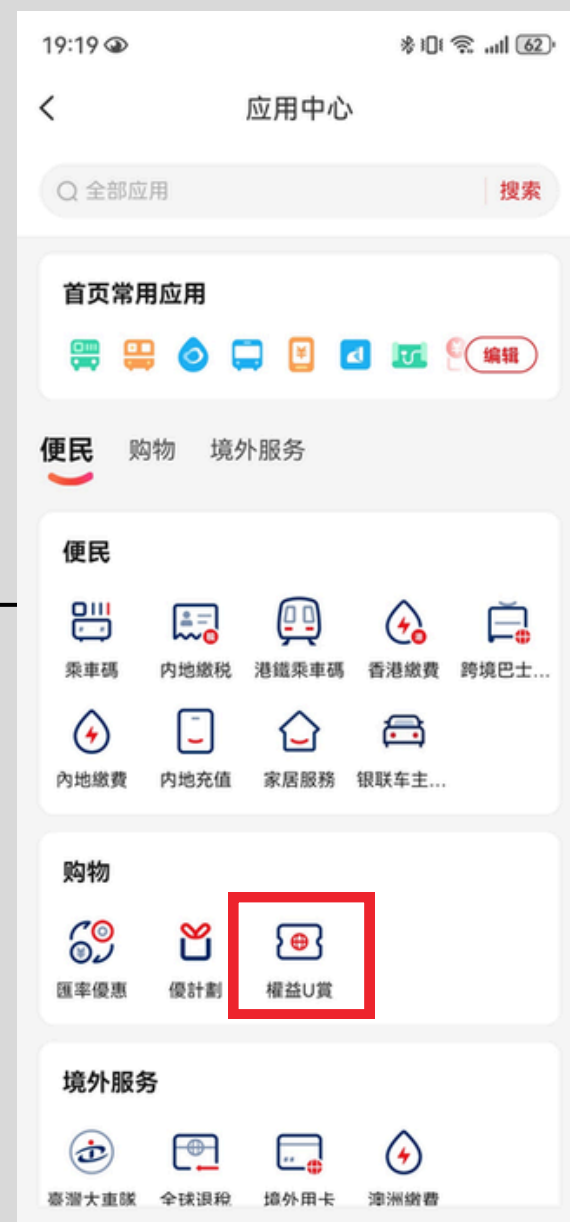 19:19
62
应用中心
全部应用 搜索
首页常用应用
编辑
便民 购物 境外服务
便民
乘車碼 内地繳税 港鐵乘車碼 香港繳費 跨境巴士...
內地繳費 内地充值 家居服務 银联车主...
购物
匯率優惠 優計劃 權益U賞
境外服务
臺灣大車隊 全球退稅 境外用卡 澳洲繳費